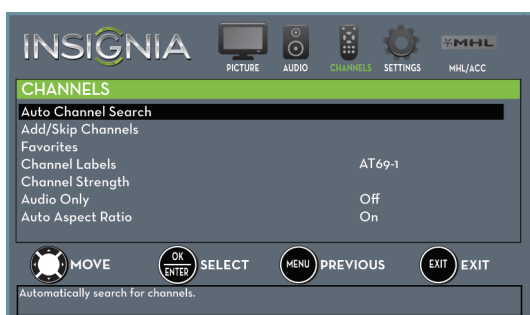 INSIGNIA
PICTURE AUDIO CHANNELS SETTINGS MHL/ACC
MHL
CHANNELS
Auto Channel Search
Add/Skip Channels
Favorites
Channel Labels AT69-1
Channel Strength
Audio Only Off
Auto Aspect Ratio On
MOVE OK ENTER SELECT MENU PREVIOUS EXIT EXIT
Automatically search for channels.